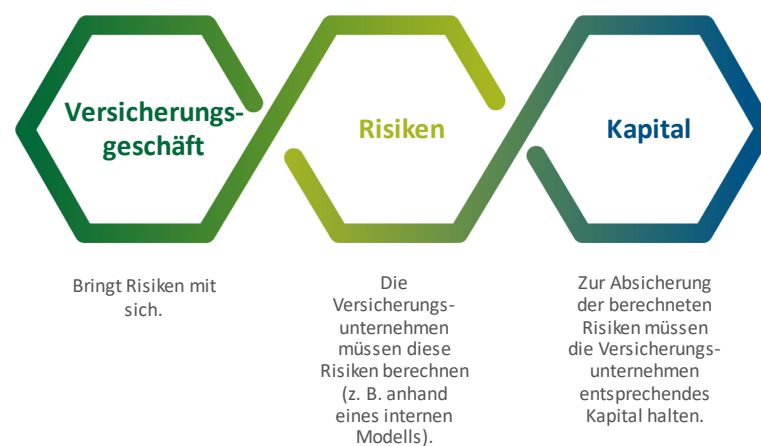 Versicherungs-
geschäft
Risiken
Kapital
Bringt Risiken mit
sich.
Die
Versicherungs-
unternehmen
müssen diese
Risiken berechnen
(z. B. anhand
eines internen
Modells).
Zur Absicherung
der berechneten
Risiken müssen
die Versicherungs-
unternehmen
entsprechendes
Kapital halten.